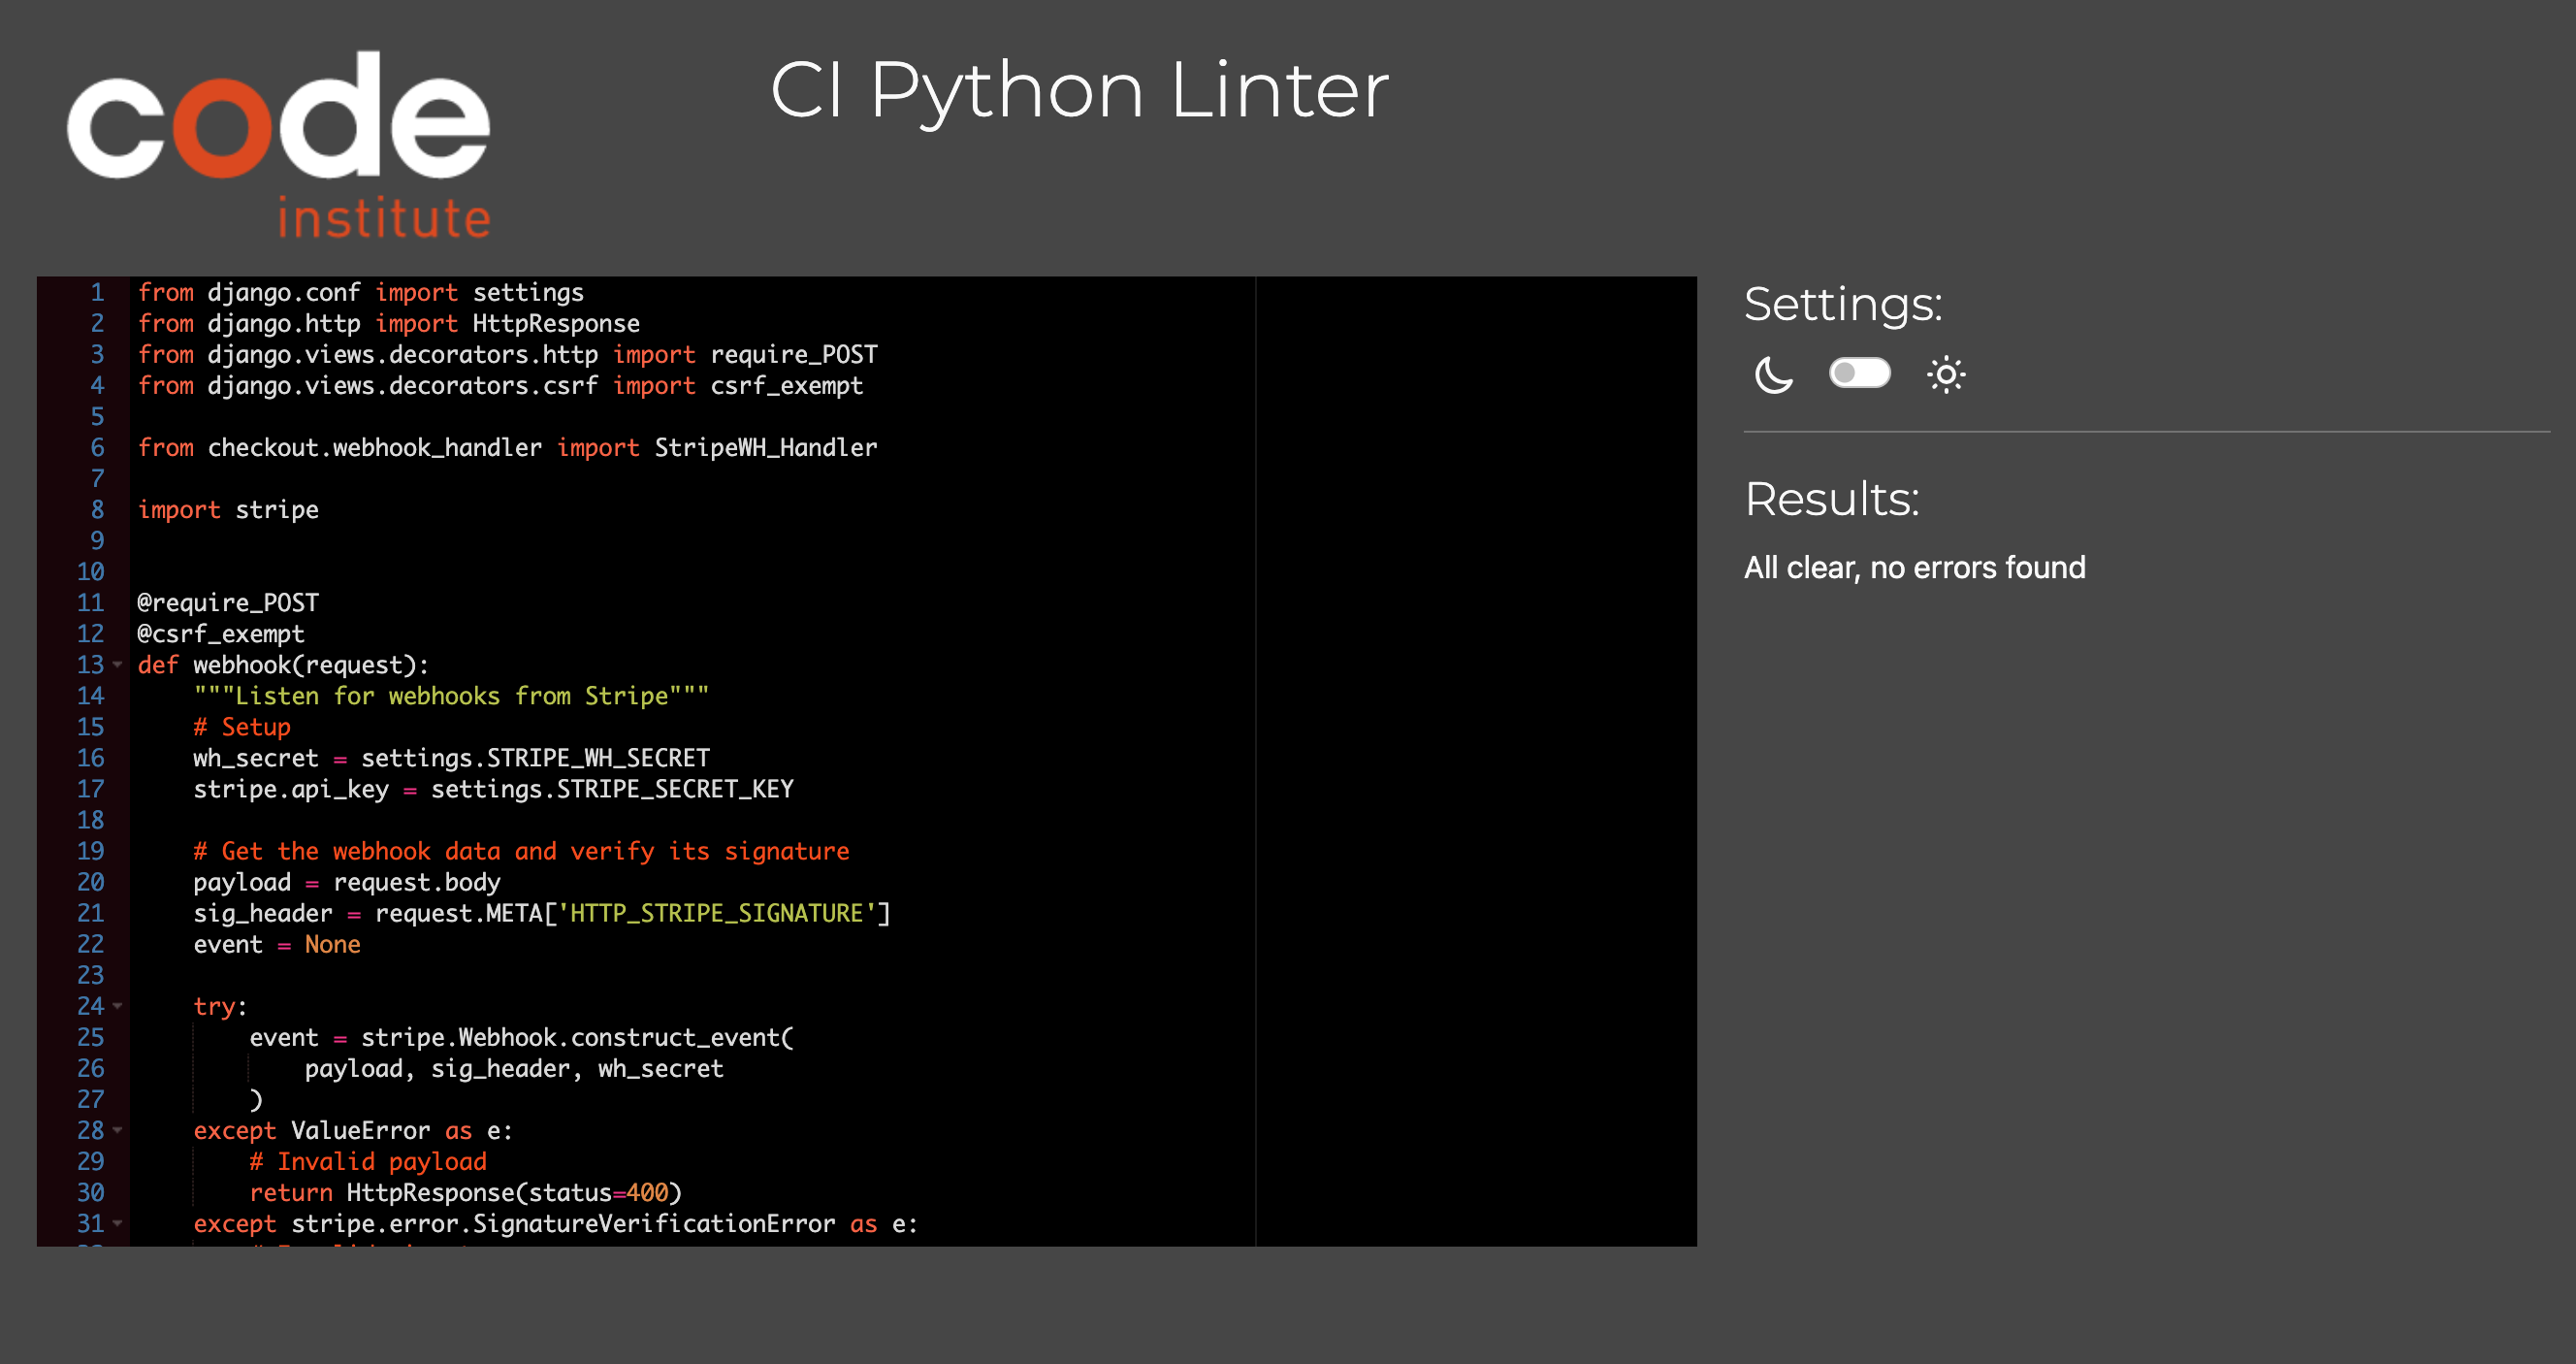 code
institute
CI Python Linter
1 from django.conf import settings
2 from django.http import HttpResponse
3 from django.views.decorators.http import require_POST
4 from django.views.decorators.csrf import csrf_exempt
5
6 from checkout.webhook_handler import StripeWH_Handler
7
8 import stripe
9
10
11 @require_POST
12 @csrf_exempt
13 def webhook(request):
14     """Listen for webhooks from Stripe"""
15     # Setup
16     wh_secret = settings.STRIPE_WH_SECRET
17     stripe.api_key = settings.STRIPE_SECRET_KEY
18
19     # Get the webhook data and verify its signature
20     payload = request.body
21     sig_header = request.META['HTTP_STRIPE_SIGNATURE']
22     event = None
23
24     try:
25         event = stripe.Webhook.construct_event(
26             payload, sig_header, wh_secret
27         )
28     except ValueError as e:
29         # Invalid payload
30         return HttpResponse(status=400)
31     except stripe.error.SignatureVerificationError as e:
Settings:
Results:
All clear, no errors found